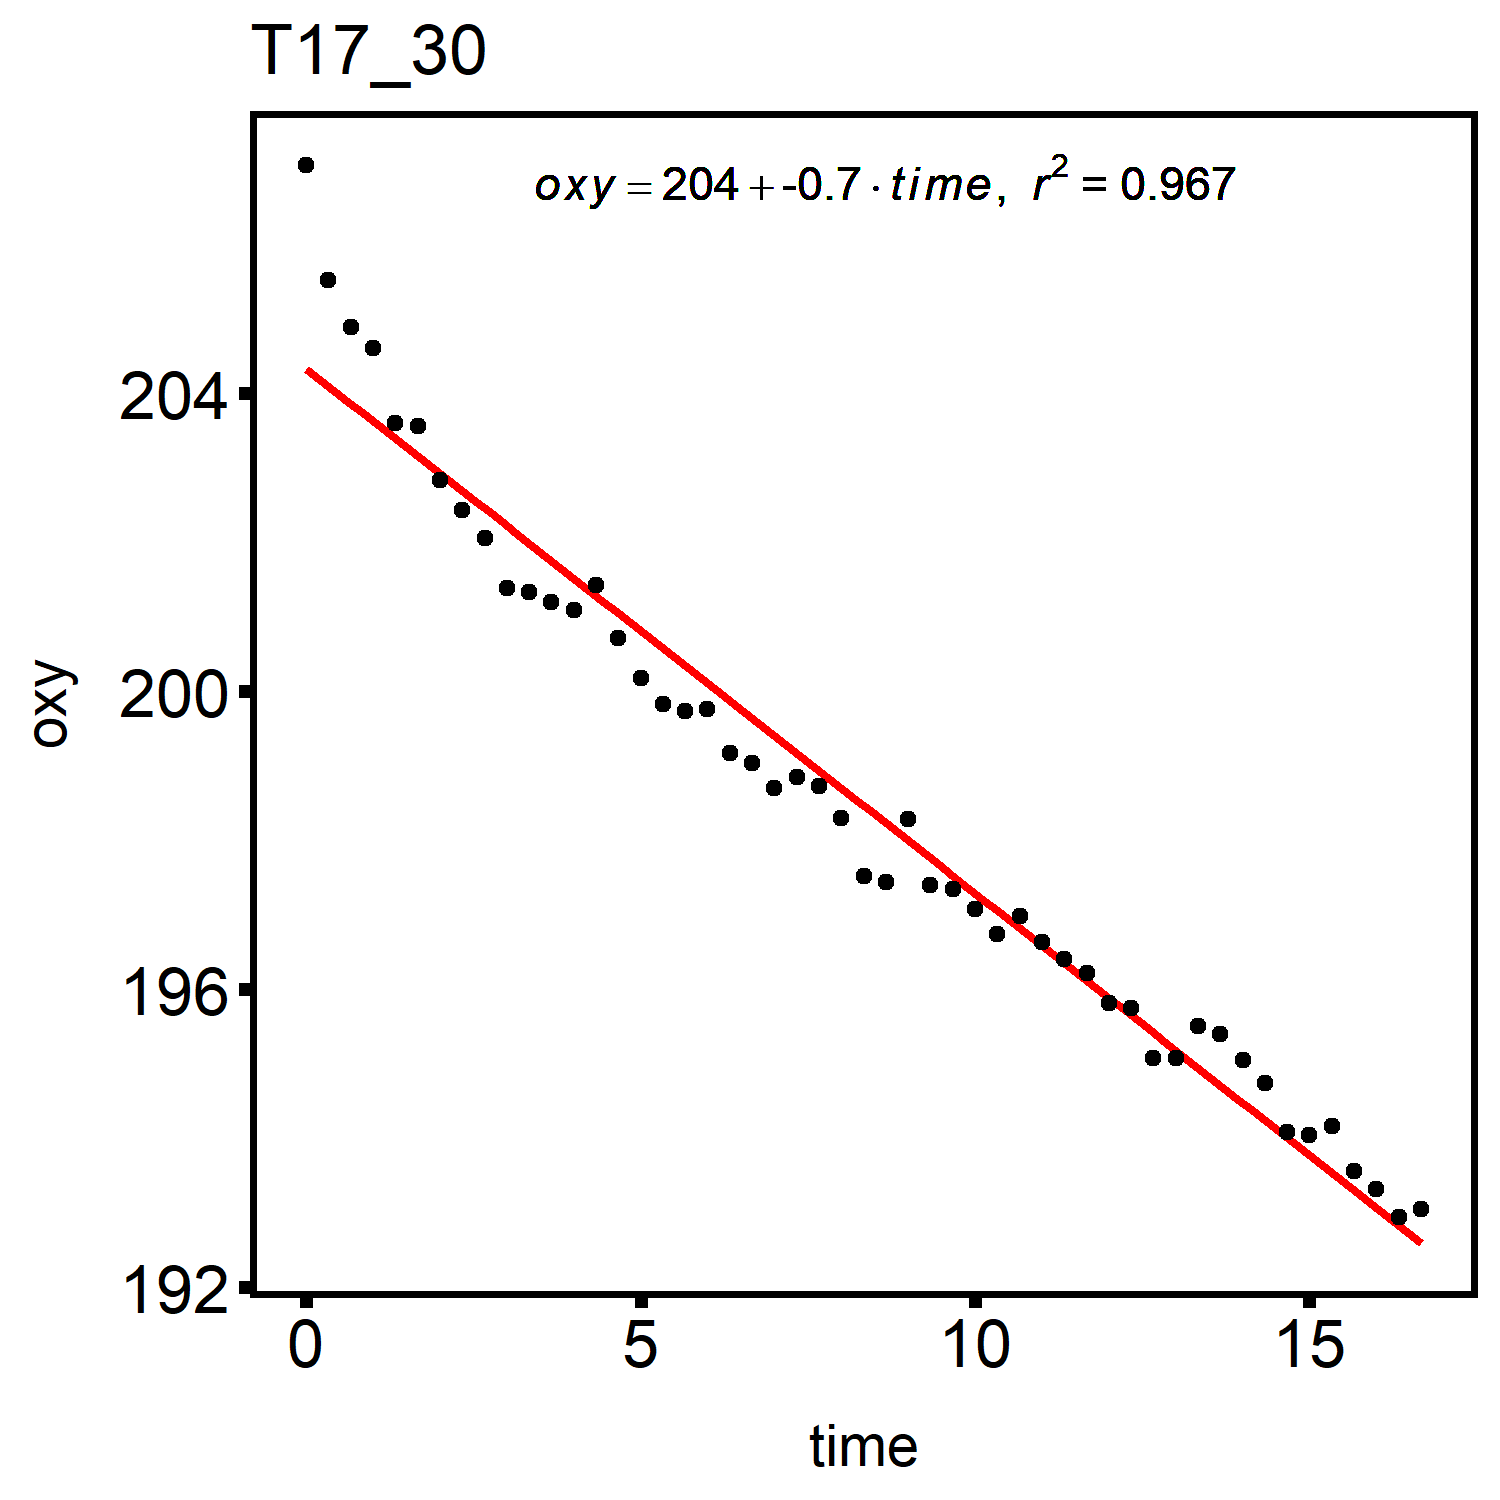 T17_30
oxy = 204 + -0.7 · time, r² = 0.967
204
200
196
192
oxy
0 5 10 15
time